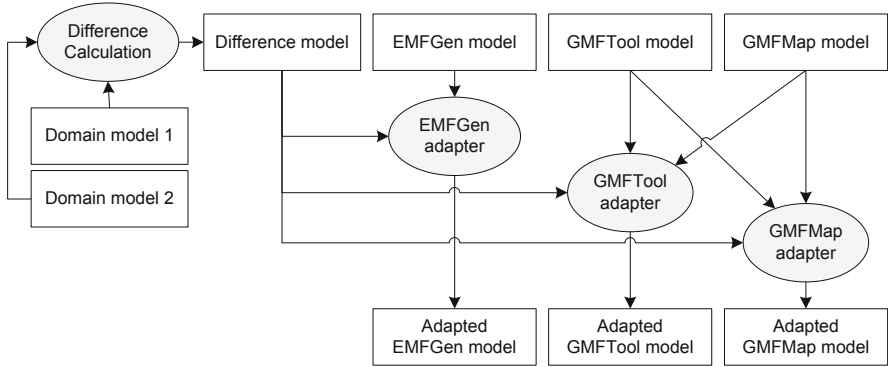 Difference
Calculation
Difference model
EMFGen model
GMFTool model
GMFMap model
Domain model 1
Domain model 2
EMFGen
adapter
GMFTool
adapter
GMFMap
adapter
Adapted
EMFGen model
Adapted
GMFTool model
Adapted
GMFMap model